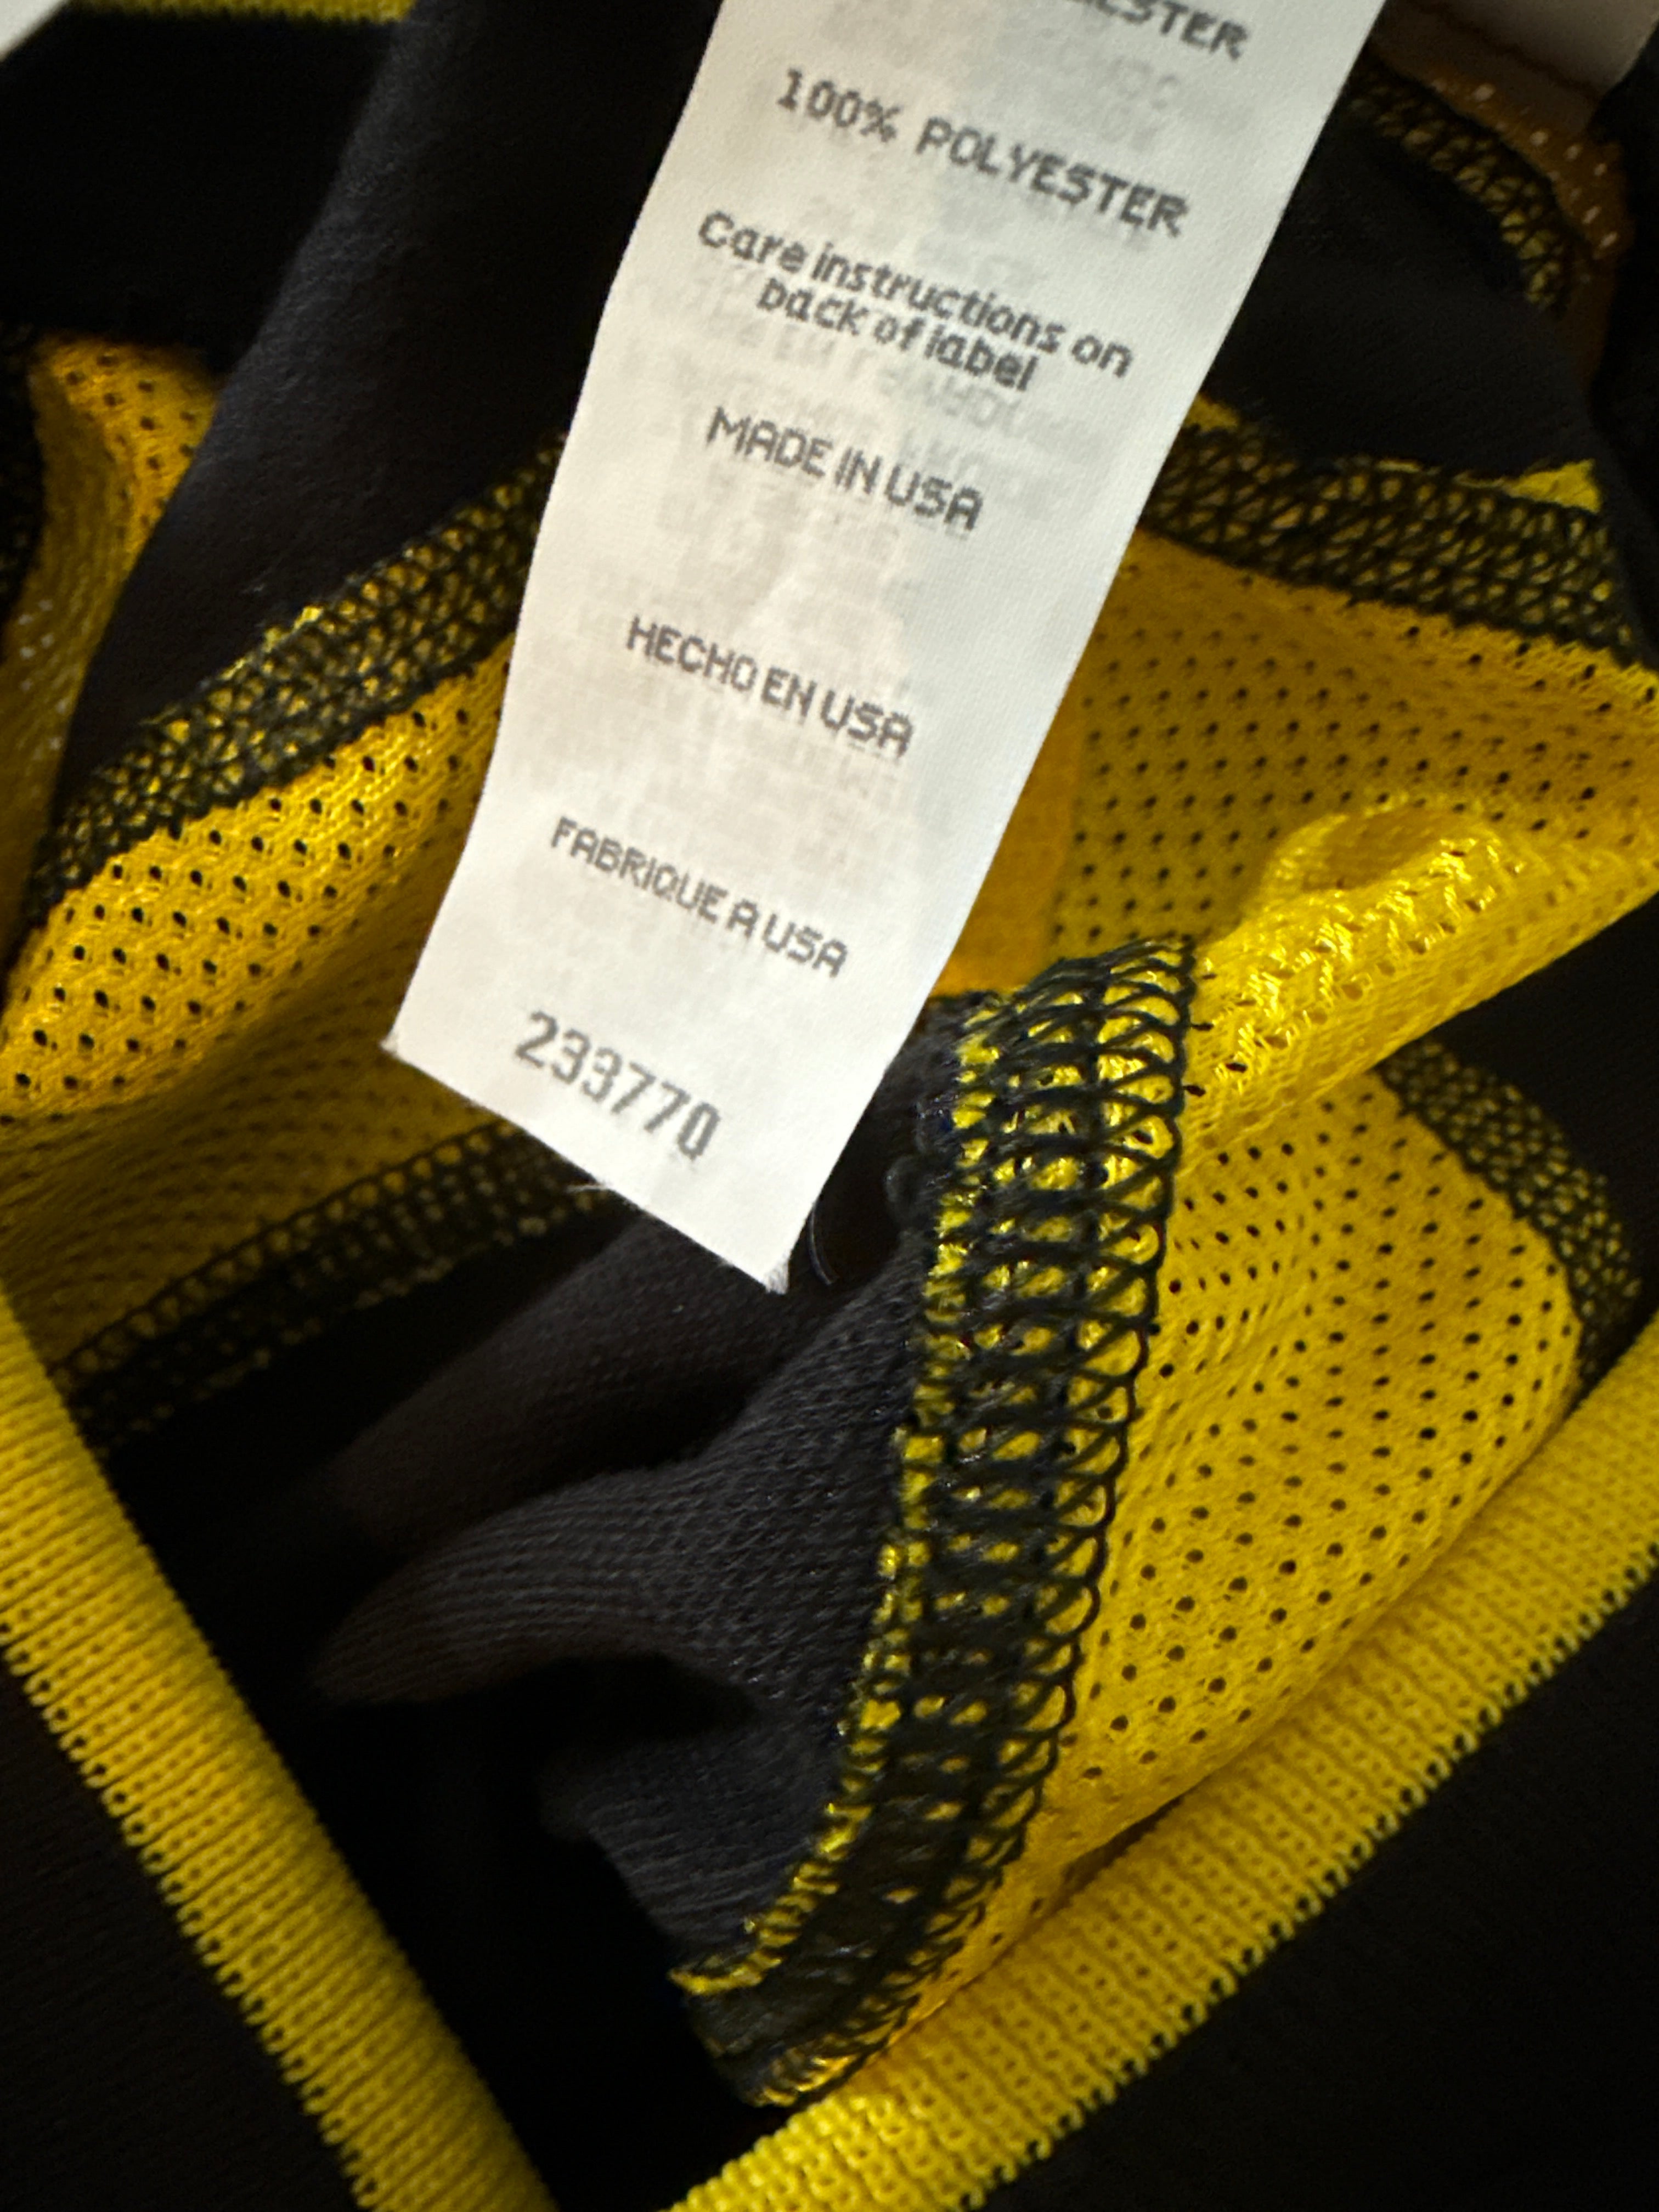 100% POLYESTER
Care instructions on
back of label
MADE IN USA
HECHO EN USA
FABRIQUE A USA
233770